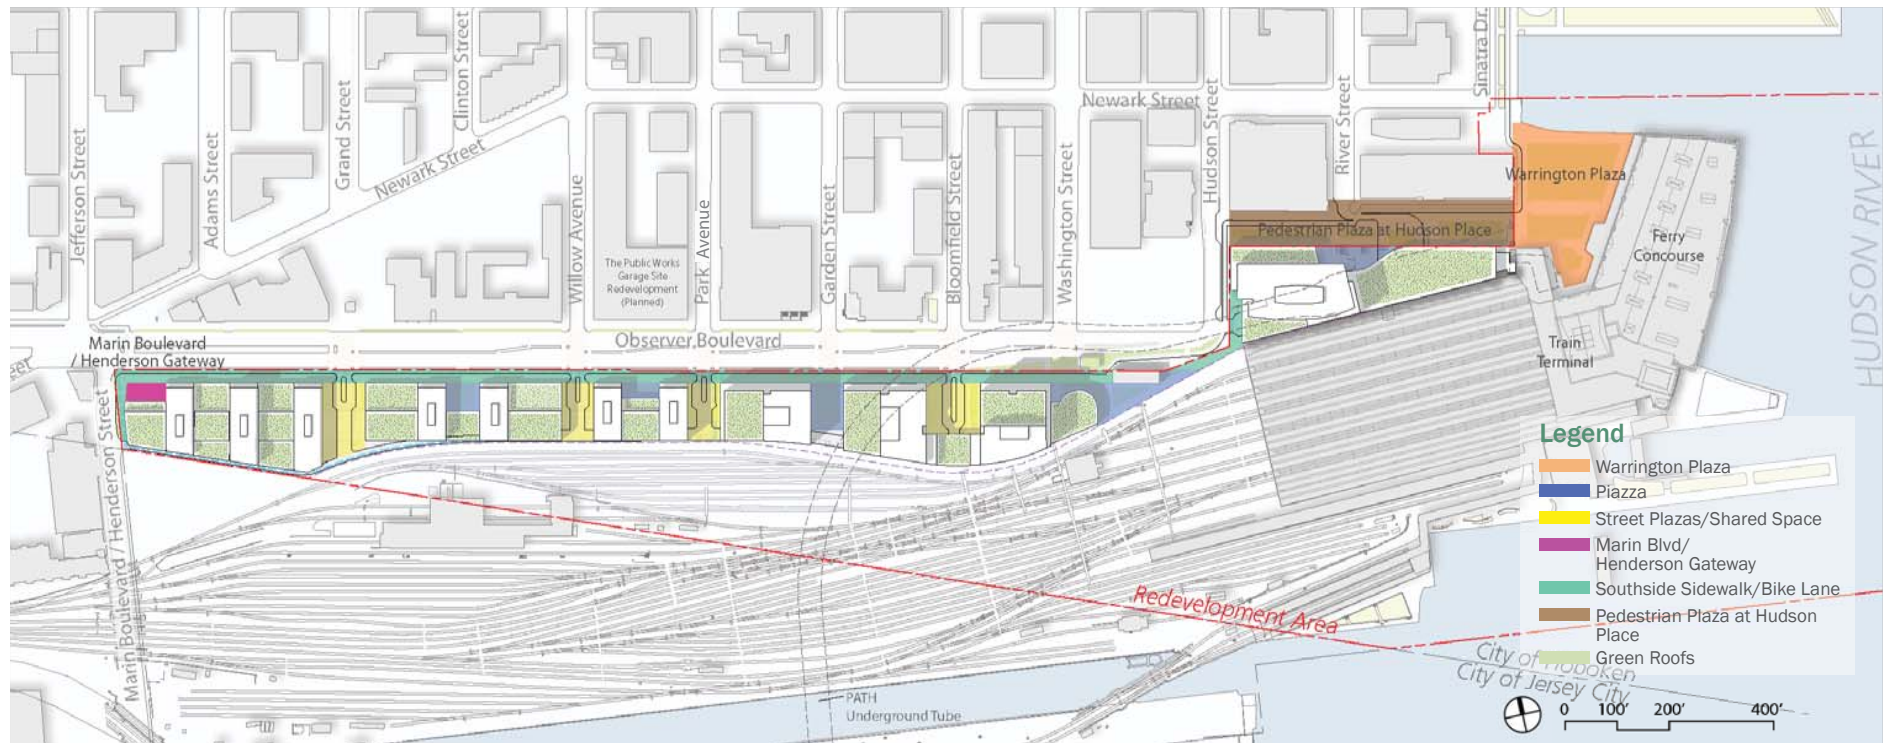 Jefferson Street
Adams Street
Grand Street
Clinton Street
Newark Street
Willow Avenue
The Public Works
Garage Site
Redevelopment
(Planned)
Park Avenue
Garden Street
Bloomfield Street
Washington Street
Newark Street
Hudson Street
River Street
Sinatra Dr.
Warrington Plaza
Pedestrian Plaza at Hudson Place
Ferry
Concourse
HUDSON RIVER
Train
Terminal
Observer Boulevard
Marin Boulevard
/ Henderson Gateway
Marin Boulevard / Henderson Street
Redevelopment Area
City of Hoboken
City of Jersey City
PATH
Underground Tube
Legend
Warrington Plaza
Piazza
Street Plazas/Shared Space
Marin Blvd/
Henderson Gateway
Southside Sidewalk/Bike Lane
Pedestrian Plaza at Hudson
Place
Green Roofs
0 100' 200' 400'